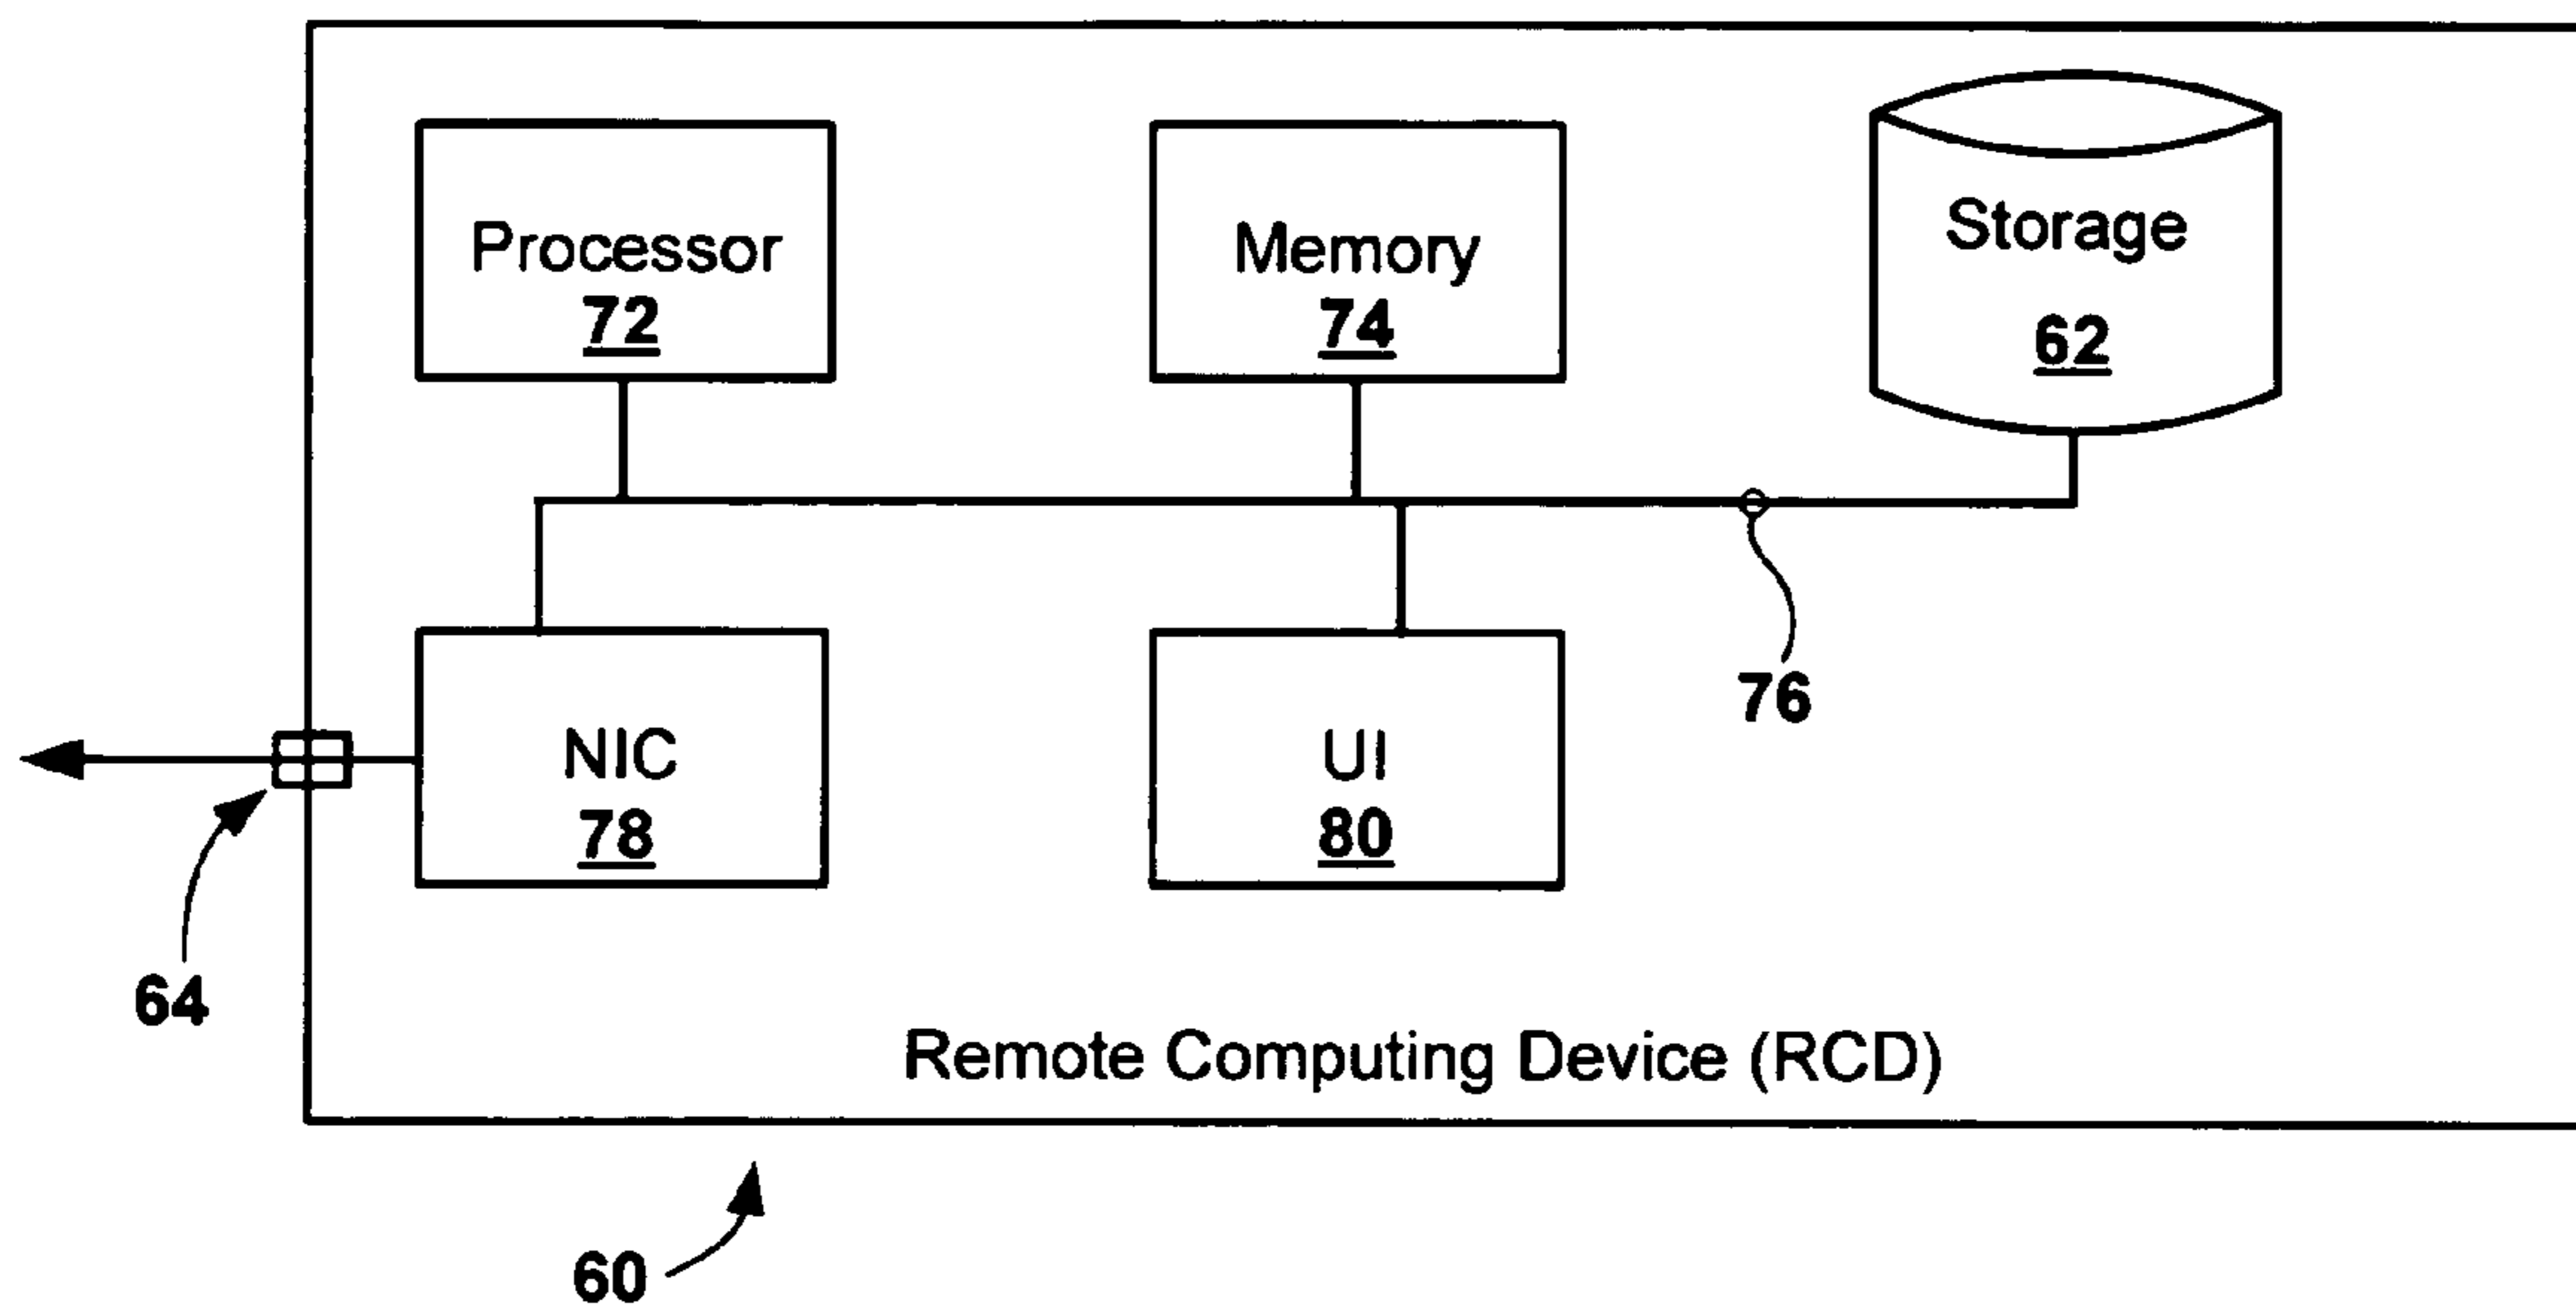 Processor
72
Memory
74
Storage
62
76
NIC
78
UI
80
64
Remote Computing Device (RCD)
60